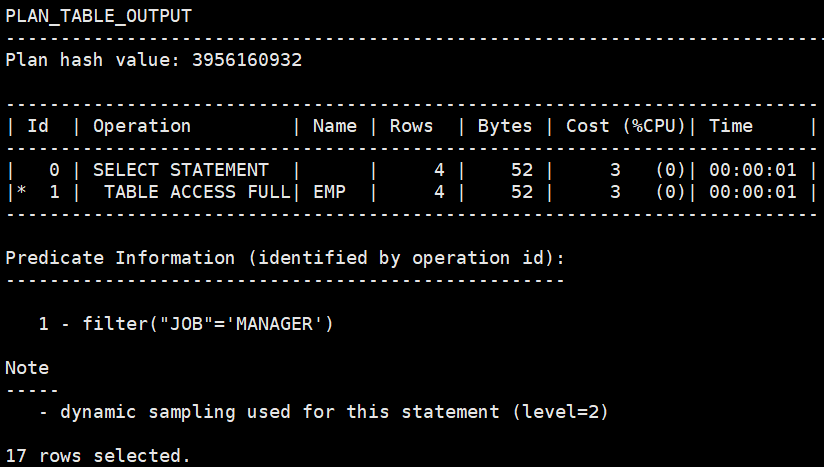 PLAN_TABLE_OUTPUT
--------------------------------------------------------------------------------
Plan hash value: 3956160932
---------------------------------------------------------------------------
| Id  | Operation         | Name | Rows  | Bytes | Cost (%CPU)| Time     |
---------------------------------------------------------------------------
|   0 | SELECT STATEMENT  |      |     4 |    52 |     3   (0)| 00:00:01 |
|*  1 |  TABLE ACCESS FULL| EMP  |     4 |    52 |     3   (0)| 00:00:01 |
---------------------------------------------------------------------------
Predicate Information (identified by operation id):
---------------------------------------------------
   1 - filter("JOB"='MANAGER')
Note
-----
   - dynamic sampling used for this statement (level=2)
17 rows selected.